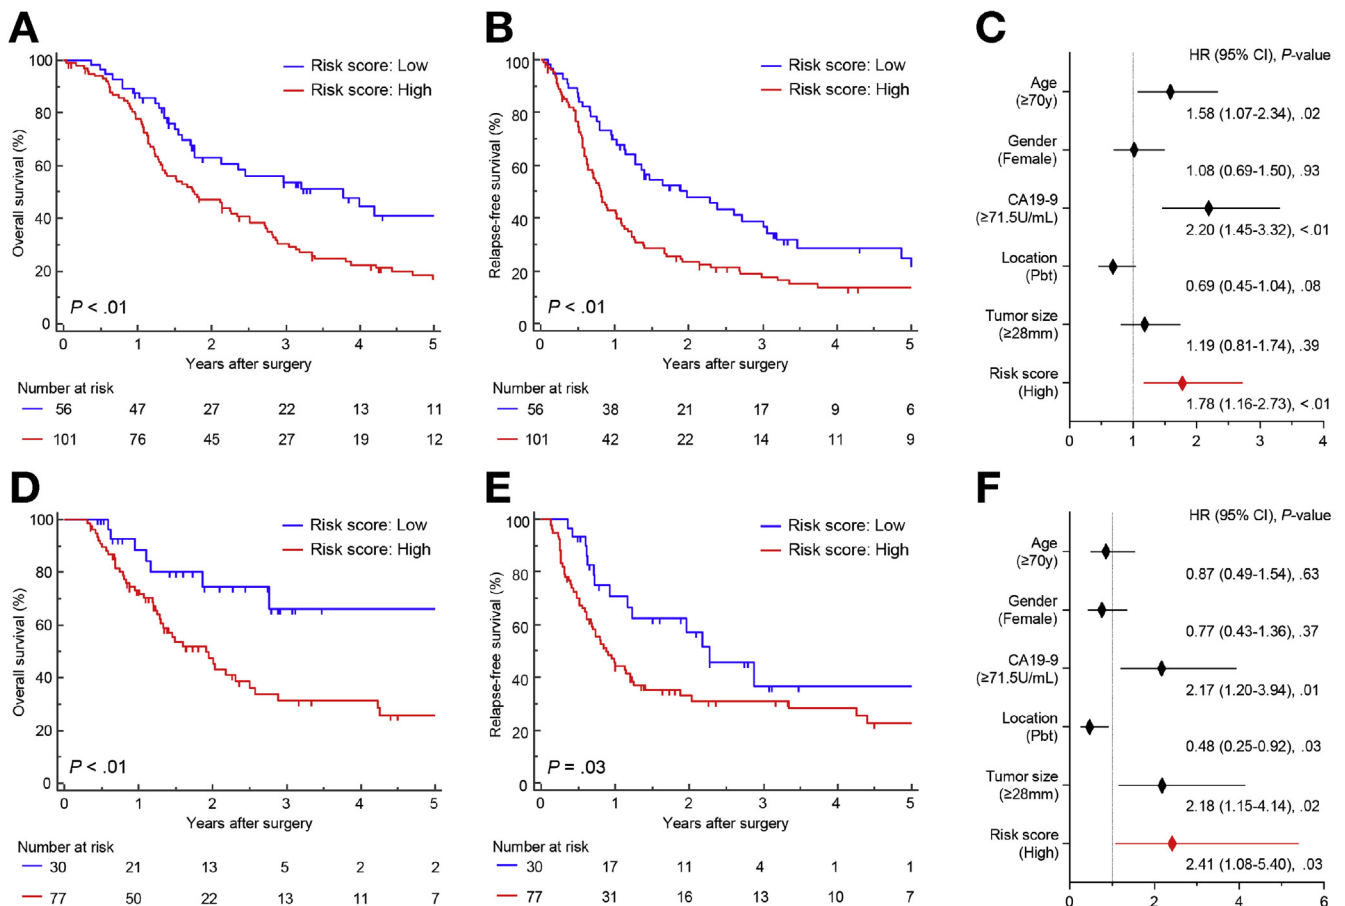 A
100
80
60
40
20
0
Overall survival (%)
Risk score: Low
Risk score: High
P < .01
0 1 2 3 4 5
Years after surgery
Number at risk
56 47 27 22 13 11
101 76 45 27 19 12
B
100
80
60
40
20
0
Relapse-free survival (%)
Risk score: Low
Risk score: High
P < .01
0 1 2 3 4 5
Years after surgery
Number at risk
56 38 21 17 9 6
101 42 22 14 11 9
C
HR (95% CI), P-value
Age
(≥70y)
1.58 (1.07-2.34), .02
Gender
(Female)
1.08 (0.69-1.50), .93
CA19-9
(≥71.5U/mL)
2.20 (1.45-3.32), <.01
Location
(Pbt)
0.69 (0.45-1.04), .08
Tumor size
(≥28mm)
1.19 (0.81-1.74), .39
Risk score
(High)
1.78 (1.16-2.73), <.01
0 1 2 3 4
D
100
80
60
40
20
0
Overall survival (%)
Risk score: Low
Risk score: High
P < .01
0 1 2 3 4 5
Years after surgery
Number at risk
30 21 13 5 2 2
77 50 22 13 11 7
E
100
80
60
40
20
0
Relapse-free survival (%)
Risk score: Low
Risk score: High
P = .03
0 1 2 3 4 5
Years after surgery
Number at risk
30 17 11 4 1 1
77 31 16 13 10 7
F
HR (95% CI), P-value
Age
(≥70y)
0.87 (0.49-1.54), .63
Gender
(Female)
0.77 (0.43-1.36), .37
CA19-9
(≥71.5U/mL)
2.17 (1.20-3.94), .01
Location
(Pbt)
0.48 (0.25-0.92), .03
Tumor size
(≥28mm)
2.18 (1.15-4.14), .02
Risk score
(High)
2.41 (1.08-5.40), .03
0 2 4 6